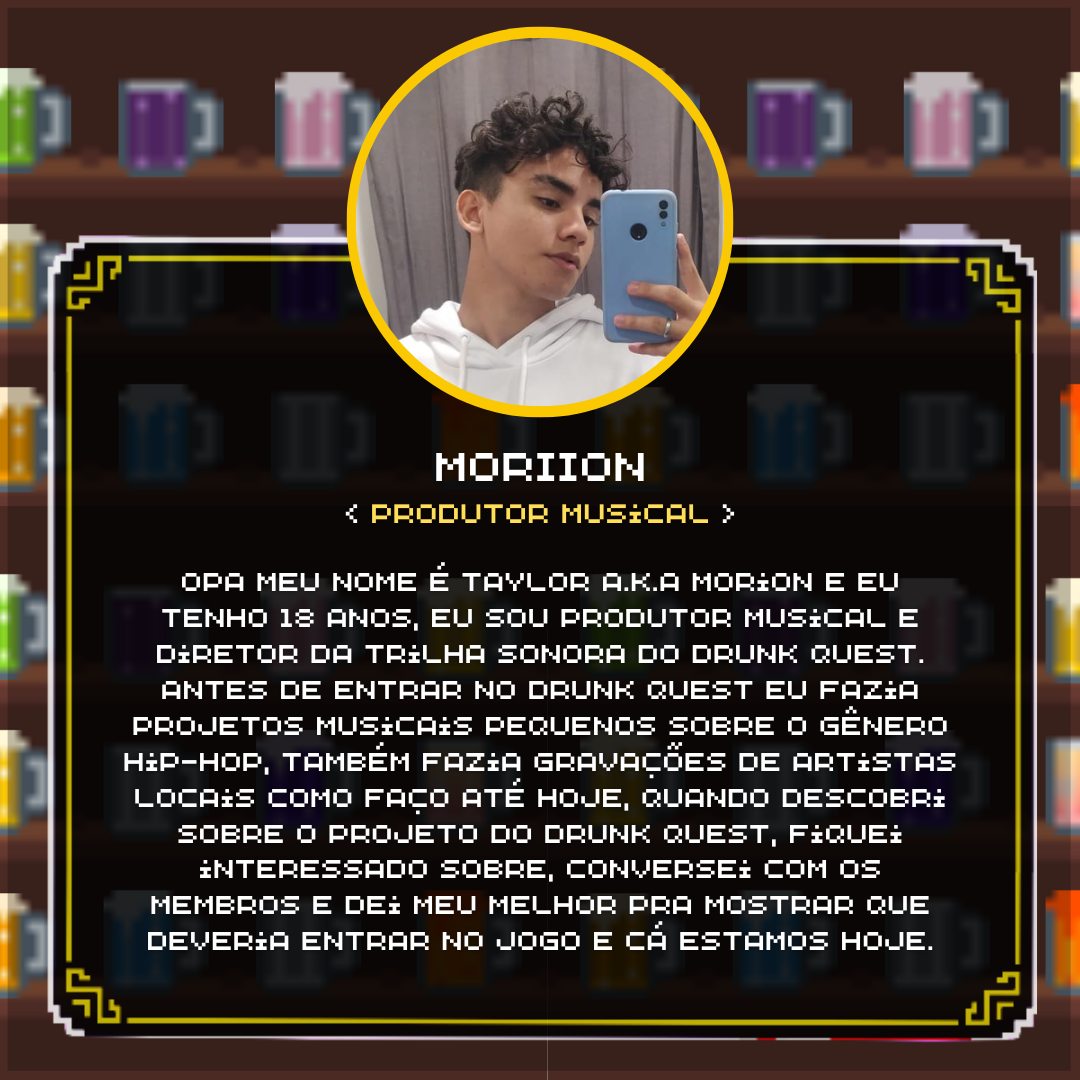 MORIION
< PRODUTOR MUSiCAL >
OPA MEU NOME É TAYLOR A.K.A MORiON E EU
TENHO 18 ANOS, EU SOU PRODUTOR MUSiCAL E
DiRETOR DA TRiLHA SONORA DO DRUNK QUEST.
ANTES DE ENTRAR NO DRUNK QUEST EU FAZiA
PROJETOS MUSiCAiS PEQUENOS SOBRE O GÊNERO
HiP-HOP, TAMBÉM FAZiA GRAVAÇÕES DE ARTiSTAS
LOCAiS COMO FAÇO ATÉ HOJE, QUANDO DESCOBRi
SOBRE O PROJETO DO DRUNK QUEST, FiQUEi
iNTERESSADO SOBRE, CONVERSEi COM OS
MEMBROS E DEi MEU MELHOR PRA MOSTRAR QUE
DEVERiA ENTRAR NO JOGO E CÁ ESTAMOS HOJE.